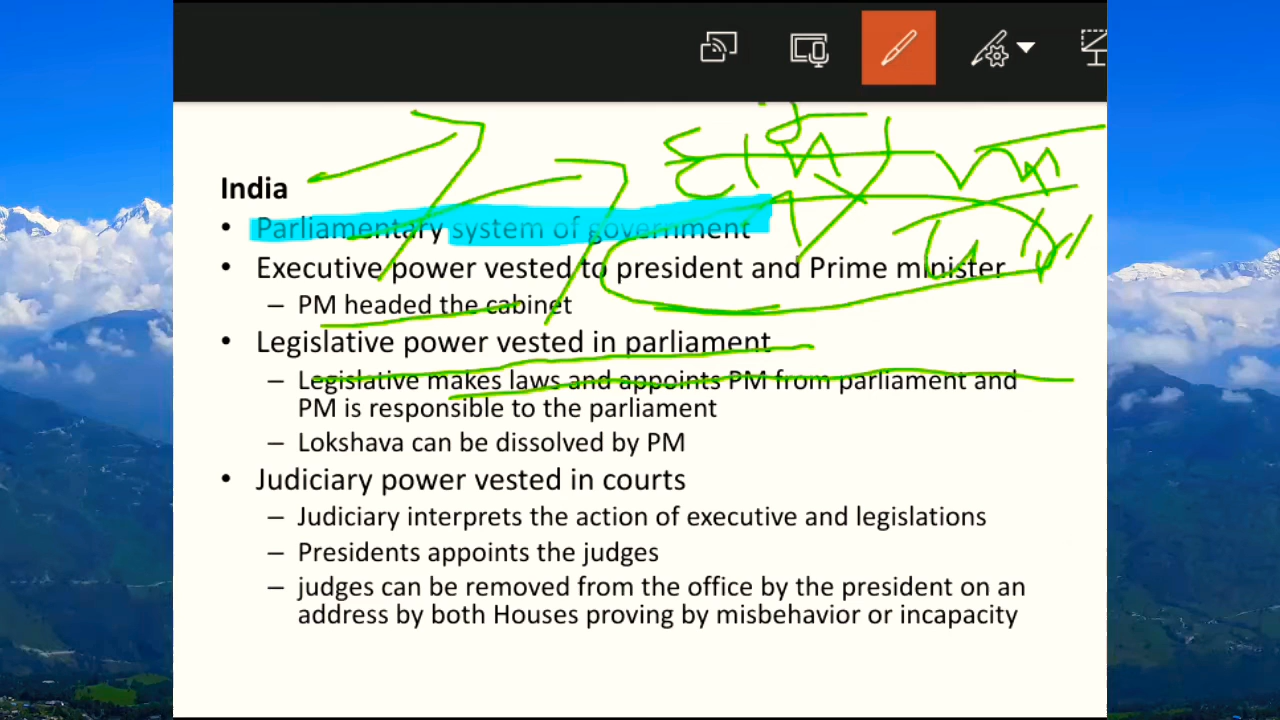 India
• Parliamentary system of government
• Executive power vested to president and Prime minister
– PM headed the cabinet
• Legislative power vested in parliament
– Legislative makes laws and appoints PM from parliament and
PM is responsible to the parliament
– Lokshava can be dissolved by PM
• Judiciary power vested in courts
– Judiciary interprets the action of executive and legislations
– Presidents appoints the judges
– judges can be removed from the office by the president on an
address by both Houses proving by misbehavior or incapacity